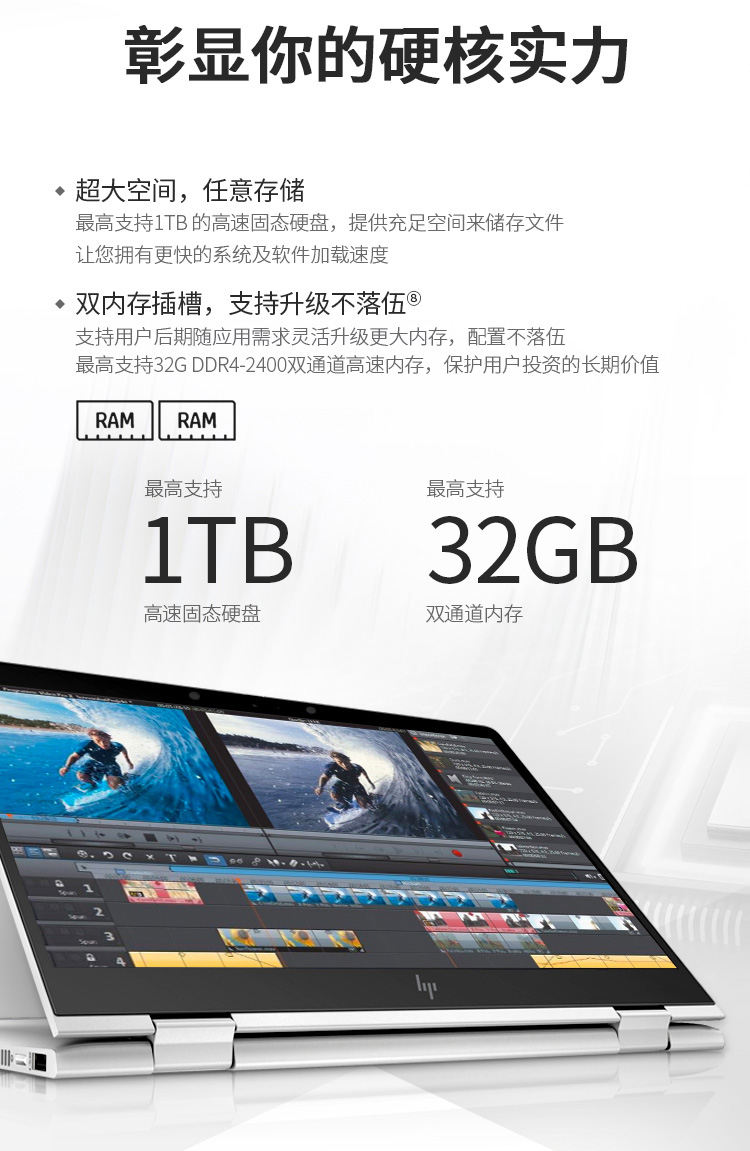 彰显你的硬核实力
超大空间，任意存储
最高支持1TB 的高速固态硬盘，提供充足空间来储存文件
让您拥有更快的系统及软件加载速度
双内存插槽，支持升级不落伍⑧
支持用户后期随应用需求灵活升级更大内存，配置不落伍
最高支持32G DDR4-2400双通道高速内存，保护用户投资的长期价值
RAM RAM
最高支持 最高支持
1TB 32GB
高速固态硬盘 双通道内存
1
2
3
4
hp